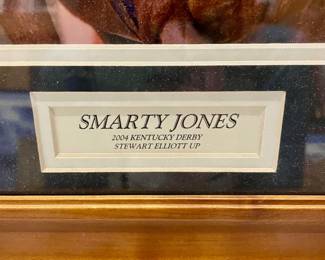 SMARTY JONES
2004 KENTUCKY DERBY
STEWART ELLIOTT UP